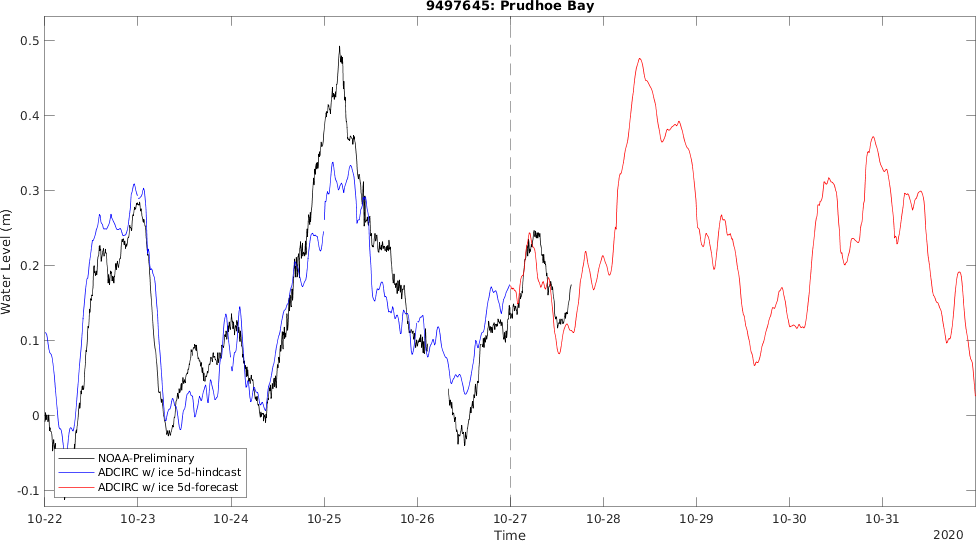 9497645: Prudhoe Bay
0.5
0.4
0.3
0.2
0.1
0
-0.1
Water Level (m)
NOAA-Preliminary
ADCIRC w/ ice 5d-hindcast
ADCIRC w/ ice 5d-forecast
10-22 10-23 10-24 10-25 10-26 10-27 10-28 10-29 10-30 10-31
Time
2020